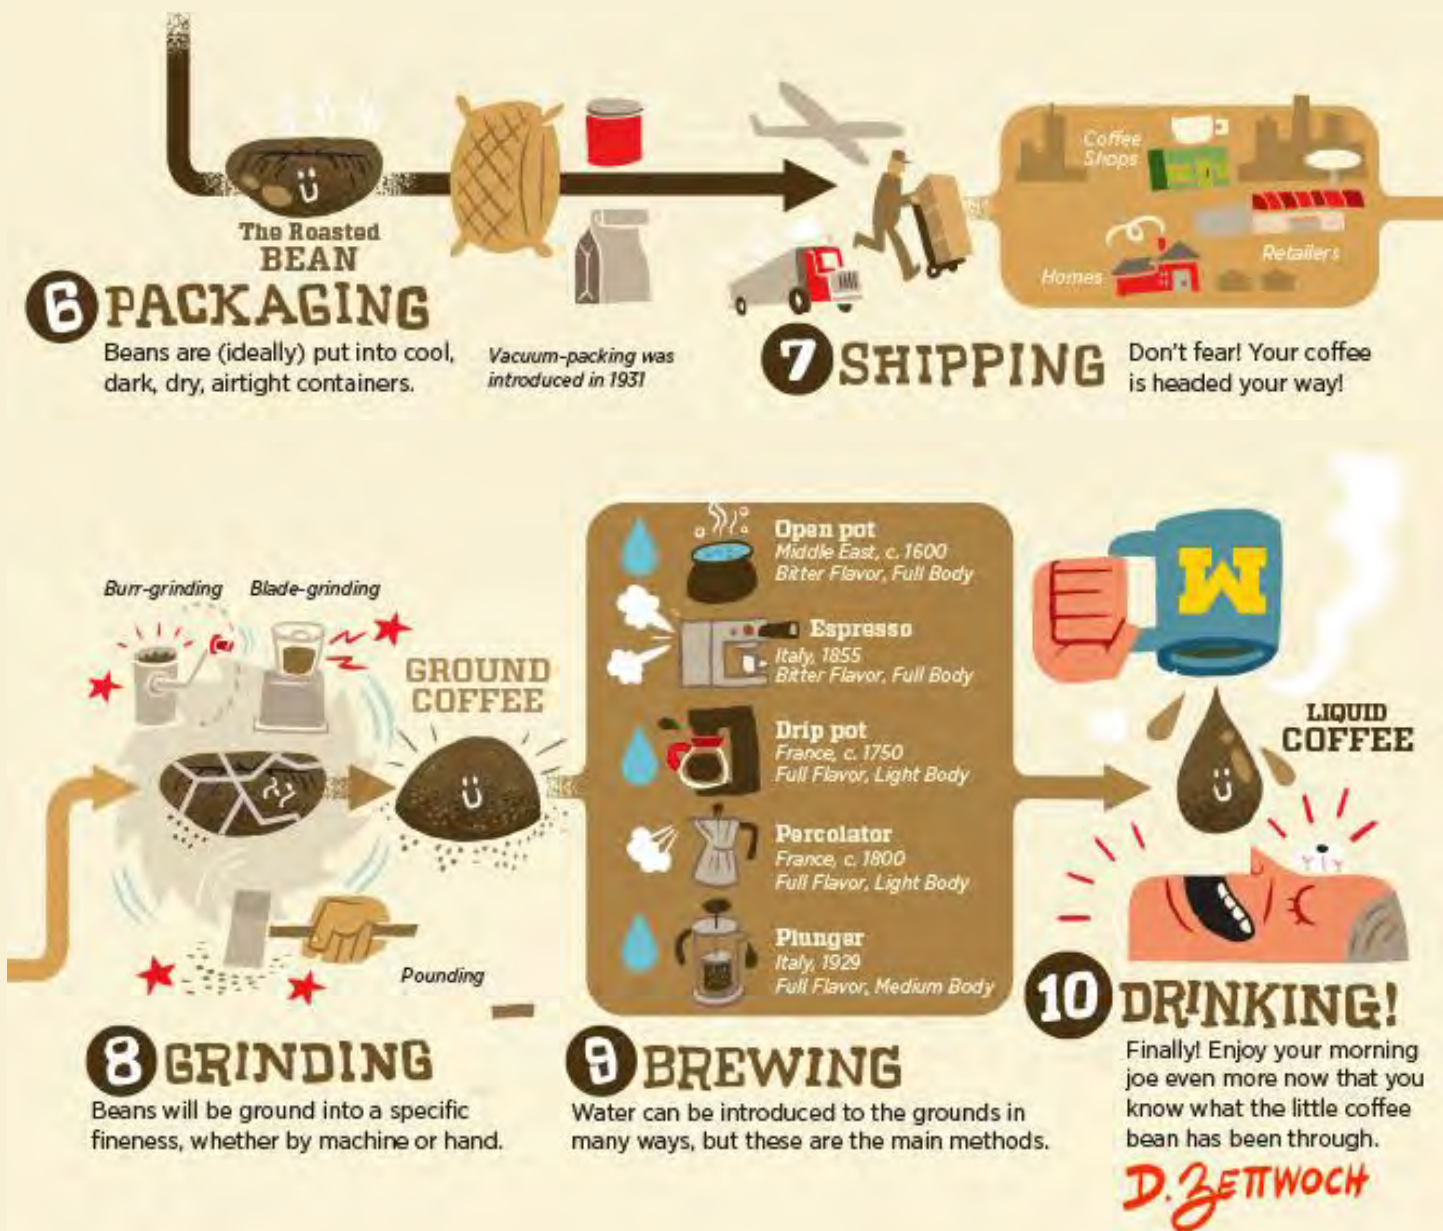 The Roasted
BEAN
6 PACKAGING
Beans are (ideally) put into cool,
dark, dry, airtight containers.
Vacuum-packing was
introduced in 1931
Coffee
Shops
Homes
Retailers
7 SHIPPING
Don't fear! Your coffee
is headed your way!
Burr-grinding
Blade-grinding
GROUND
COFFEE
Pounding
8 GRINDING
Beans will be ground into a specific
fineness, whether by machine or hand.
Open pot
Middle East, c. 1600
Bitter Flavor, Full Body
Espresso
Italy, 1855
Bitter Flavor, Full Body
Drip pot
France, c. 1750
Full Flavor, Light Body
Percolator
France, c. 1800
Full Flavor, Light Body
Plunger
Italy, 1929
Full Flavor, Medium Body
9 BREWING
Water can be introduced to the grounds in
many ways, but these are the main methods.
M
LIQUID
COFFEE
10 DRINKING!
Finally! Enjoy your morning
joe even more now that you
know what the little coffee
bean has been through.
D. ZETTWOCH